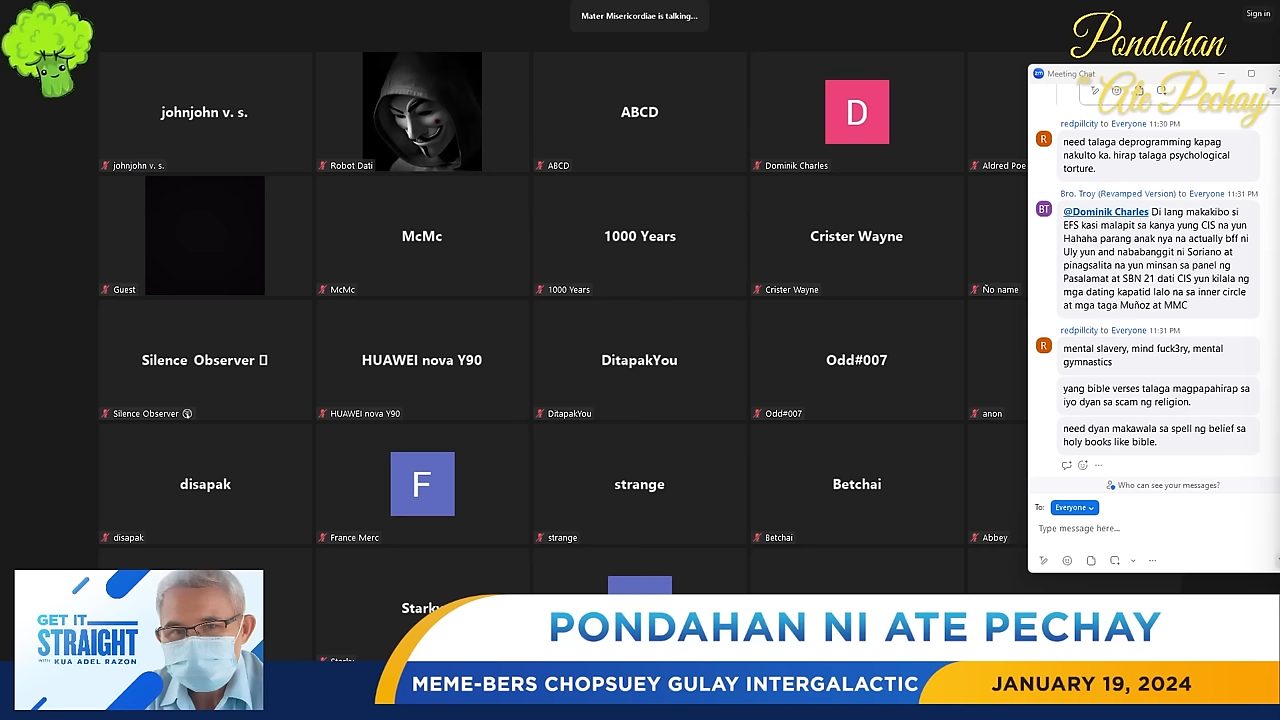 Mater Misericordiae is talking...
Sign in
Pondahan
Ate Pechay
johnjohn v. s.
ABCD
D
johnjohn v. s.
Robot Dati
ABCD
Dominik Charles
Aldred Poe
McMc
1000 Years
Crister Wayne
Guest
McMc
1000 Years
Crister Wayne
Ño name
Silence Observer
HUAWEI nova Y90
DitapakYou
Odd#007
Silence Observer
HUAWEI nova Y90
DitapakYou
Odd#007
anon
disapak
F
strange
Betchai
disapak
France Merc
strange
Betchai
Abbey
Starky
Meeting Chat
redpillcity to Everyone 11:30 PM
R
need talaga deprogramming kapag
nakulto ka. hirap talaga psychological
torture.
Bro. Troy (Revamped Version) to Everyone 11:31 PM
BT
@Dominik Charles Di lang makakibo si
EFS kasi malapit sa kanya yung CIS na yun
Hahaha parang anak nya na actually bff ni
Uly yun and nababanggit ni Soriano at
pinagsalita na yun minsan sa panel ng
Pasalamat at SBN 21 dati CIS yun kilala ng
mga dating kapatid lalo na sa inner circle
at mga taga Muñoz at MMC
redpillcity to Everyone 11:31 PM
R
mental slavery, mind fuck3ry, mental
gymnastics
yang bible verses talaga magpapahirap sa
iyo dyan sa scam ng religion.
need dyan makawala sa spell ng belief sa
holy books like bible.
Who can see your messages?
To: Everyone
Type message here...
GET IT
STRAIGHT
WITH KUA ADEL RAZON
PONDAHAN NI ATE PECHAY
MEME-BERS CHOPSUEY GULAY INTERGALACTIC
JANUARY 19, 2024